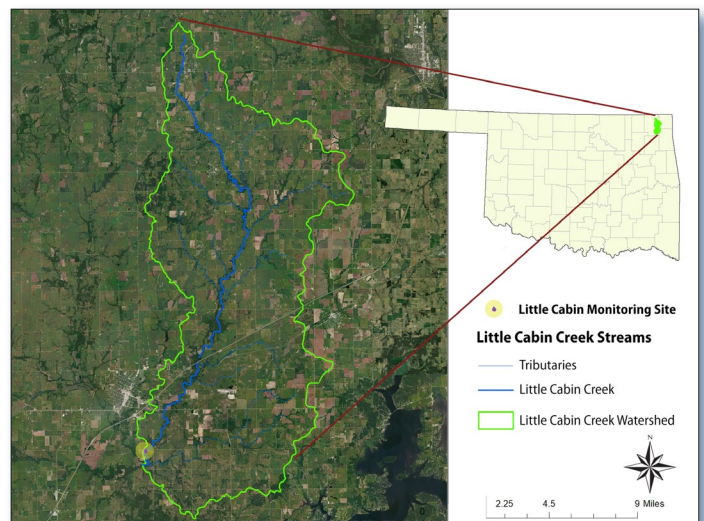 Little Cabin Monitoring Site
Little Cabin Creek Streams
Tributaries
Little Cabin Creek
Little Cabin Creek Watershed
N
2.25 4.5 9 Miles
0